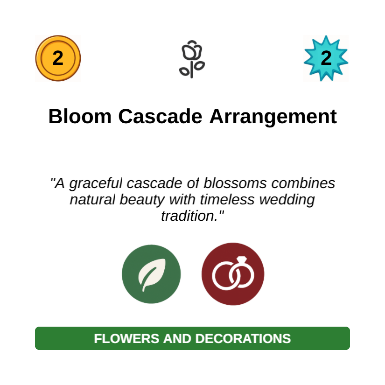 2
2
Bloom Cascade Arrangement
"A graceful cascade of blossoms combines
natural beauty with timeless wedding
tradition."
FLOWERS AND DECORATIONS